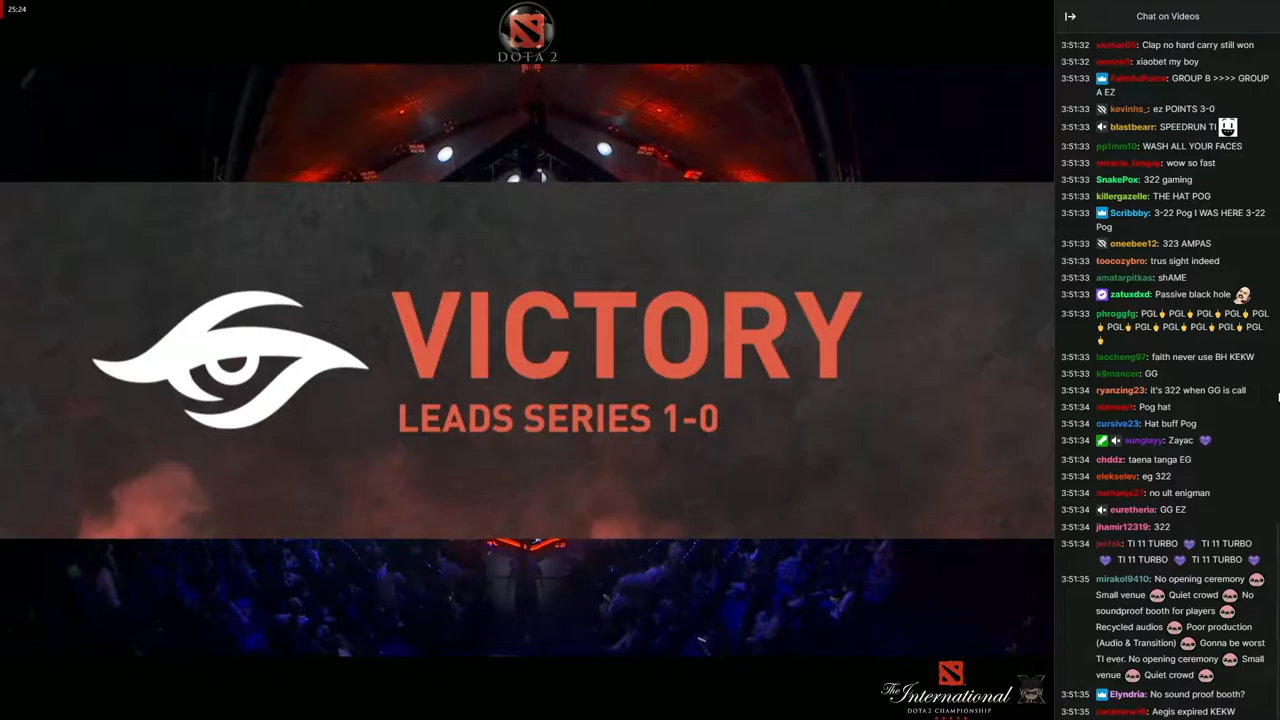 25:24
DOTA 2
VICTORY
LEADS SERIES 1-0
The International
DOTA 2 CHAMPIONSHIP
Chat on Videos
3:51:32 Clap no hard carry still won
3:51:32 xiaobet my boy
3:51:33 FaithfulForce: GROUP B >>>> GROUP
A EZ
3:51:33 kevinhs_: ez POINTS 3-0
3:51:33 blastbearr: SPEEDRUN TI
3:51:33 pp1mm10: WASH ALL YOUR FACES
3:51:33 wow so fast
3:51:33 SnakePox: 322 gaming
3:51:33 killergazelle: THE HAT POG
3:51:33 Scribbby: 3-22 Pog I WAS HERE 3-22
Pog
3:51:33 oneebee12: 323 AMPAS
3:51:33 toocozybro: trus sight indeed
3:51:33 amatarpitkas: shAME
3:51:33 zatuxdxd: Passive black hole
3:51:33 phroggfg: PGL🖕PGL🖕PGL🖕PGL🖕PGL
🖕PGL🖕PGL🖕PGL🖕PGL🖕PGL🖕PGL
🖕
3:51:33 laocheng97: faith never use BH KEKW
3:51:33 k9mancer: GG
3:51:34 ryanzing23: it's 322 when GG is call
3:51:34 Pog hat
3:51:34 cursive23: Hat buff Pog
3:51:34 aunglayy: Zayac 💜
3:51:34 chddz: taena tanga EG
3:51:34 elekselev: eg 322
3:51:34 no ult enigman
3:51:34 euretheria: GG EZ
3:51:34 jhamir12319: 322
3:51:34 TI 11 TURBO 💜 TI 11 TURBO
💜 TI 11 TURBO 💜 TI 11 TURBO 💜
3:51:35 mirakol9410: No opening ceremony
Small venue Quiet crowd No
soundproof booth for players
Recycled audios Poor production
(Audio & Transition) Gonna be worst
TI ever. No opening ceremony Small
venue Quiet crowd
3:51:35 Elyndria: No sound proof booth?
3:51:35 Aegis expired KEKW